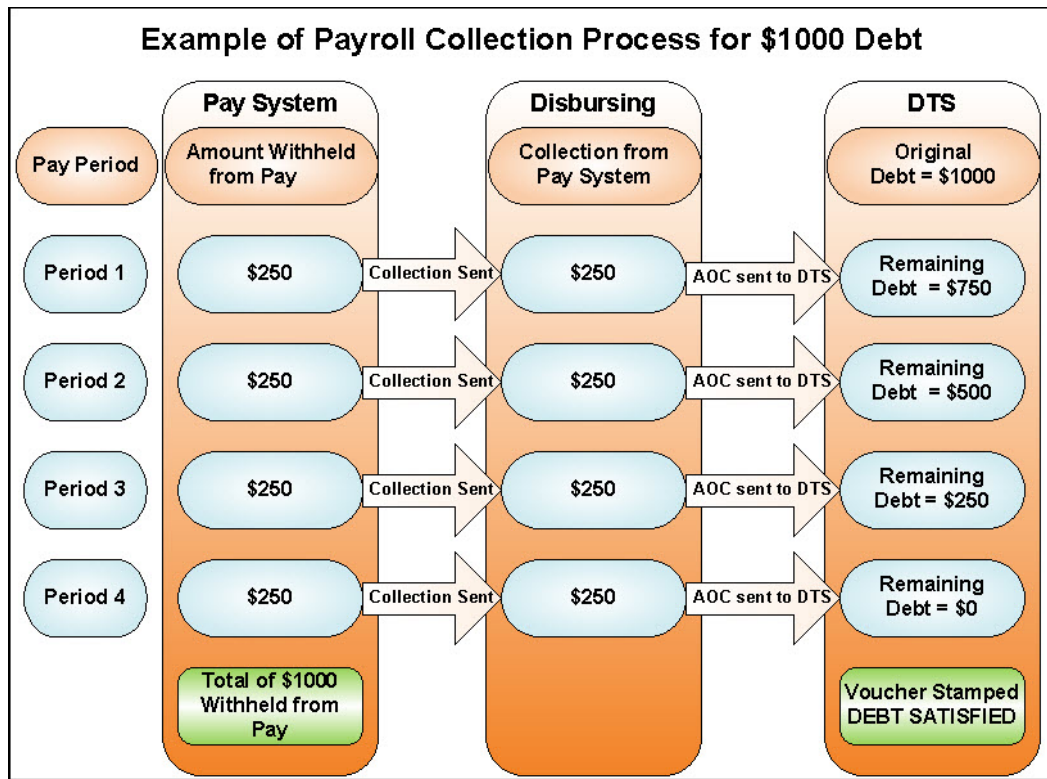 Example of Payroll Collection Process for $1000 Debt
Pay System
Disbursing
DTS
Pay Period
Amount Withheld
from Pay
Collection from
Pay System
Original
Debt = $1000
Period 1
$250
Collection Sent
$250
AOC sent to DTS
Remaining
Debt = $750
Period 2
$250
Collection Sent
$250
AOC sent to DTS
Remaining
Debt = $500
Period 3
$250
Collection Sent
$250
AOC sent to DTS
Remaining
Debt = $250
Period 4
$250
Collection Sent
$250
AOC sent to DTS
Remaining
Debt = $0
Total of $1000
Withheld from
Pay
Voucher Stamped
DEBT SATISFIED